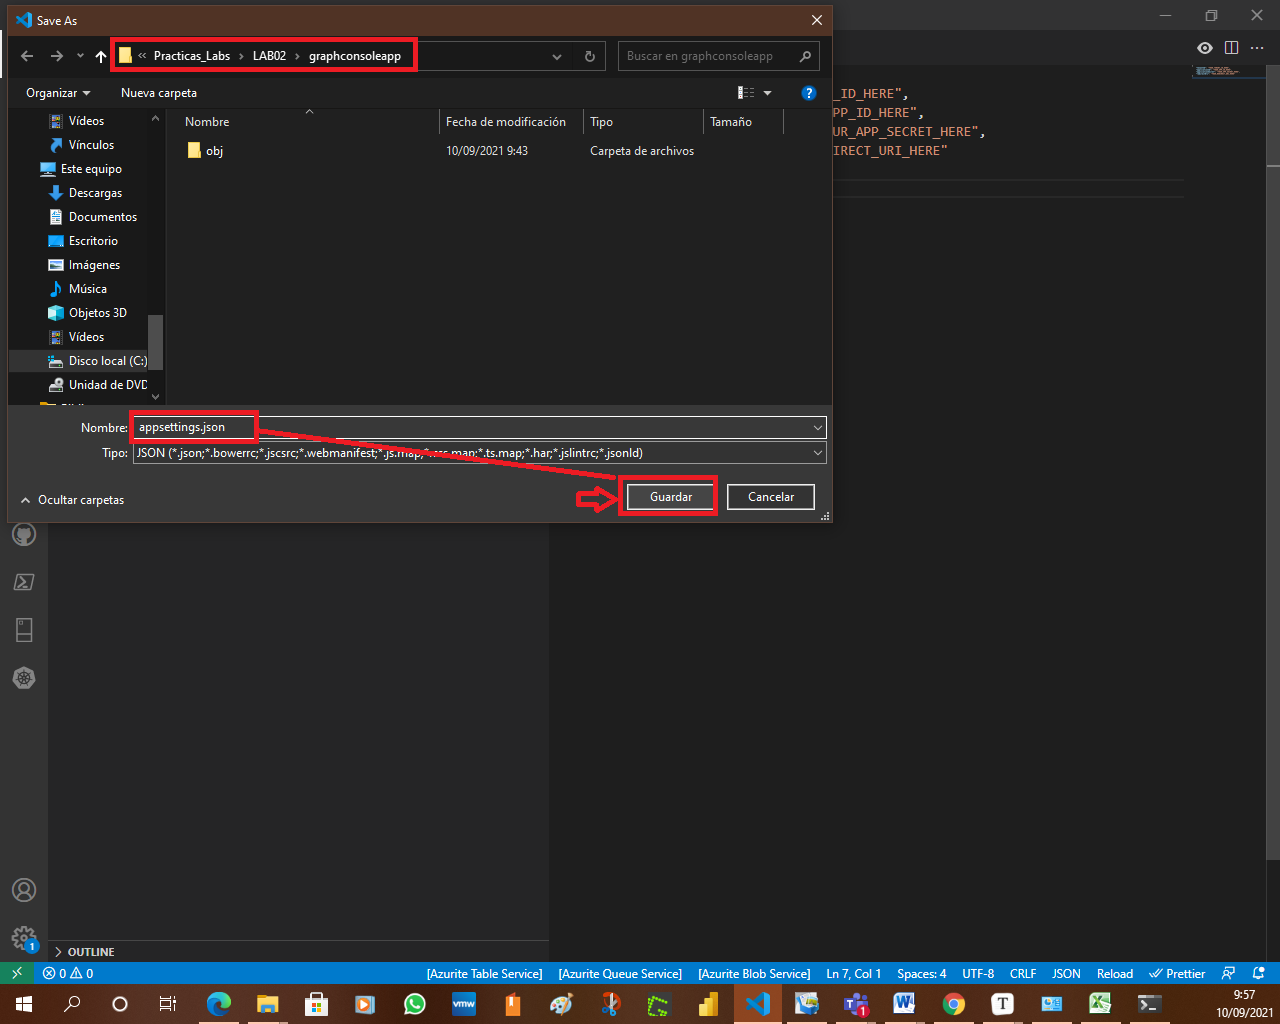 Save As
« Practicas_Labs > LAB02 > graphconsoleapp
Buscar en graphconsoleapp
Organizar
Nueva carpeta
?
Nombre
Fecha de modificación
Tipo
Tamaño
obj
10/09/2021 9:43
Carpeta de archivos
Vídeos
Vínculos
Este equipo
Descargas
Documentos
Escritorio
Imágenes
Música
Objetos 3D
Vídeos
Disco local (C:)
Unidad de DVD
Nombre: appsettings.json
Tipo: JSON (*.json;*.bowerrc;*.jscsrc;*.webmanifest;*.js.map;*.css.map;*.ts.map;*.har;*.jslintrc;*.jsonld)
Ocultar carpetas
Guardar
Cancelar
_ID_HERE",
PP_ID_HERE",
UR_APP_SECRET_HERE",
IRECT_URI_HERE"
1
OUTLINE
0 0
[Azurite Table Service]
[Azurite Queue Service]
[Azurite Blob Service]
Ln 7, Col 1
Spaces: 4
UTF-8
CRLF
JSON
Reload
Prettier
vmw
1
W
T
X
9:57
10/09/2021